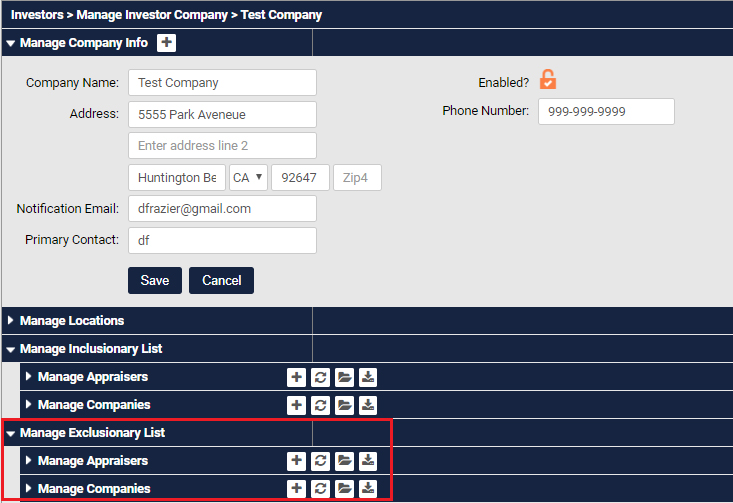 Investors > Manage Investor Company > Test Company
Manage Company Info
Company Name: Test Company Enabled?
Address: 5555 Park Aveneue Phone Number: 999-999-9999
Enter address line 2
Huntington Be CA 92647 Zip4
Notification Email: dfrazier@gmail.com
Primary Contact: df
Save Cancel
Manage Locations
Manage Inclusionary List
Manage Appraisers
Manage Companies
Manage Exclusionary List
Manage Appraisers
Manage Companies